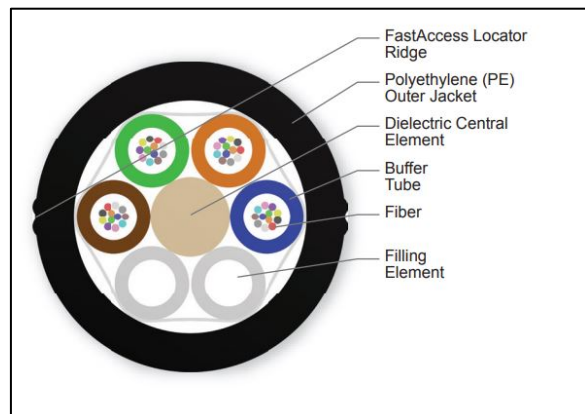 FastAccess Locator
Ridge
Polyethylene (PE)
Outer Jacket
Dielectric Central
Element
Buffer
Tube
Fiber
Filling
Element